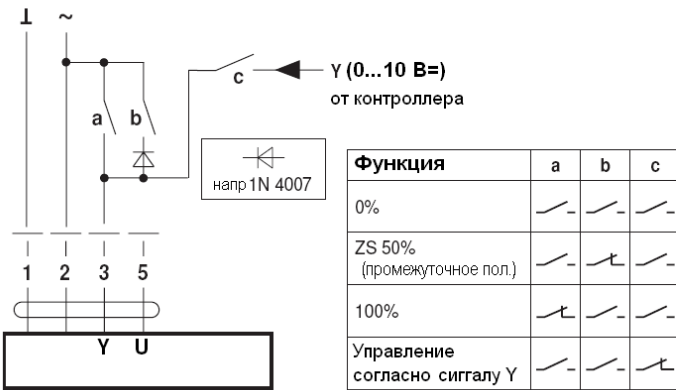 ⊥ ~
c
Y (0...10 В=)
от контроллера
a b
напр 1N 4007
1 2 3 5
Y U
Функция a b c
0%
ZS 50%
(промежуточное пол.)
100%
Управление
согласно сиггалу Y